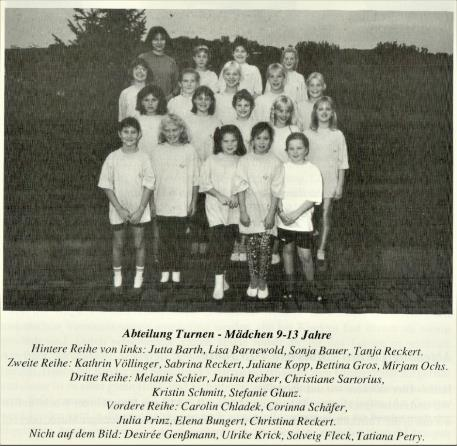 Abteilung Turnen - Mädchen 9-13 Jahre
Hintere Reihe von links: Jutta Barth, Lisa Barnewold, Sonja Bauer, Tanja Reckert.
Zweite Reihe: Kathrin Völlinger, Sabrina Reckert, Juliane Kopp, Bettina Gros, Mirjam Ochs.
Dritte Reihe: Melanie Schier, Janina Reiber, Christiane Sartorius,
Kristin Schmitt, Stefanie Glunz.
Vordere Reihe: Carolin Chladek, Corinna Schäfer,
Julia Prinz, Elena Bungert, Christina Reckert.
Nicht auf dem Bild: Desirée Genßmann, Ulrike Krick, Solveig Fleck, Tatiana Petry.